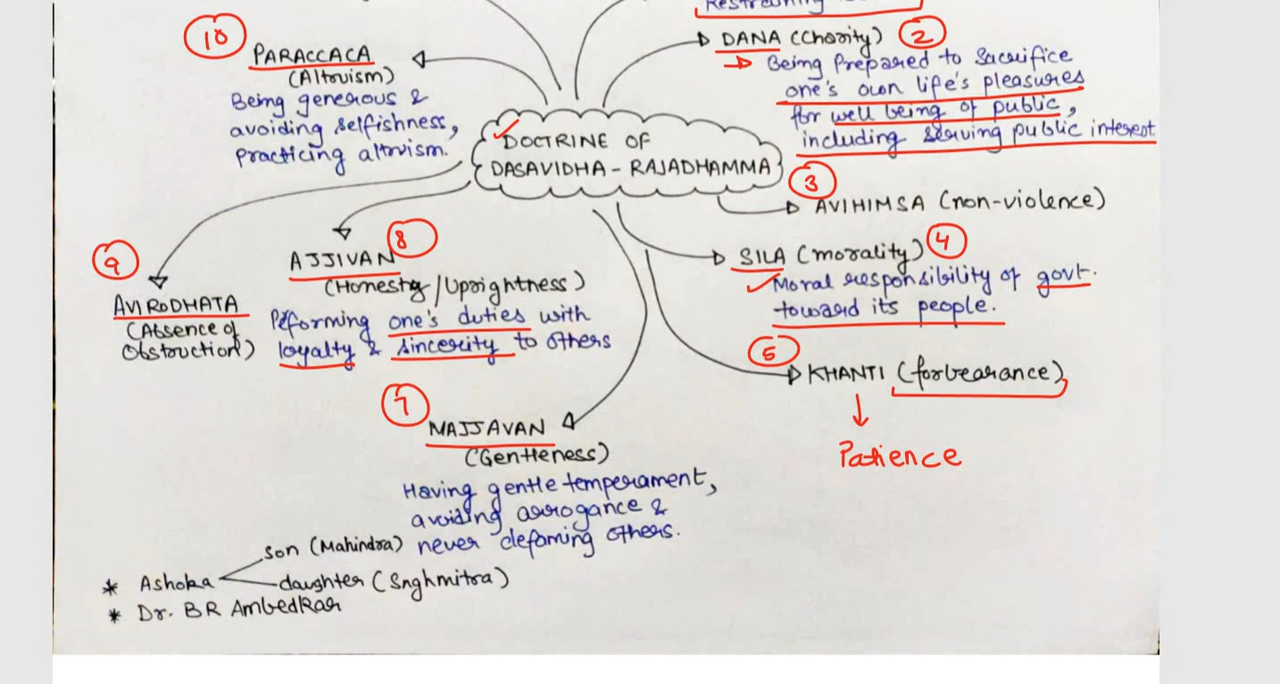 10
PARACCACA
(Altruism)
Being generous &
avoiding selfishness,
Practicing altruism.
DANA (Charity) 2
Being Prepared to Sacrifice
one's own life's pleasures
for well being of public,
including serving public interest
DOCTRINE OF
DASAVIDHA - RAJADHAMMA
3
AVIHIMSA (non-violence)
SILA (morality) 4
Moral responsibility of govt.
toward its people.
5
KHANTI (forbearance)
Patience
9
AVIRODHATA
(Absence of
Obstruction)
8
AJJIVAN
(Honesty/Uprightness)
Peforming one's duties with
loyalty & sincerity to others
7
MAJJAVAN
(Gentleness)
Having gentle temperament,
avoiding arrogance &
never defaming others.
son (Mahindra)
* Ashoka
daughter (Snghmitra)
* Dr. BR Ambedkar